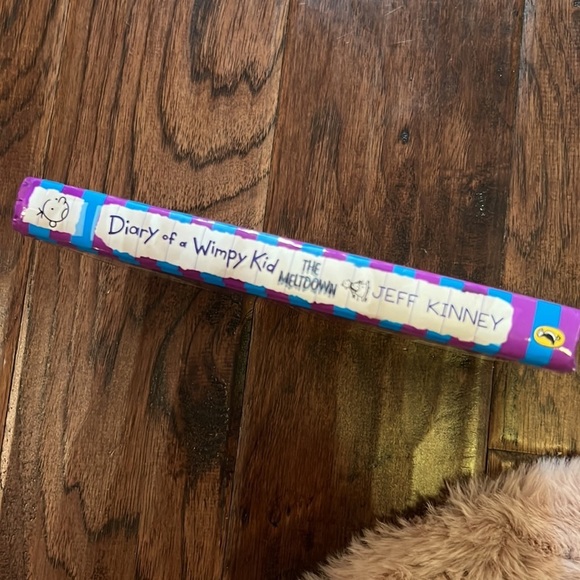 Diary of a Wimpy Kid
THE
MELTDOWN
JEFF KINNEY